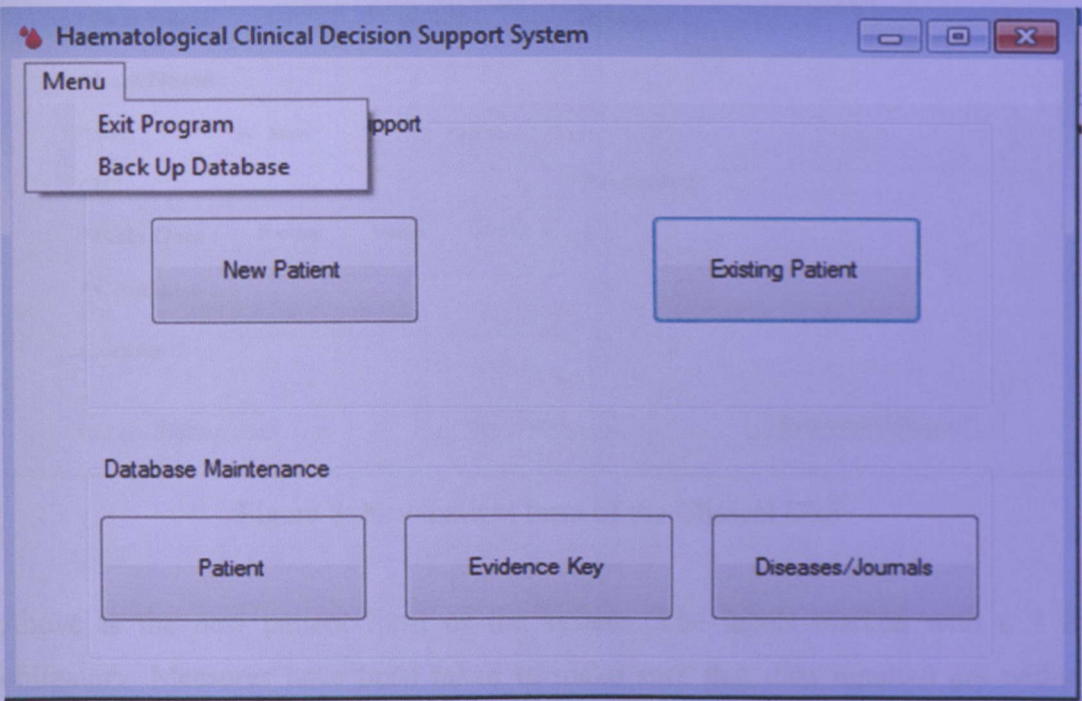 Haematological Clinical Decision Support System
Menu
Exit Program
Back Up Database
pport
New Patient
Existing Patient
Database Maintenance
Patient
Evidence Key
Diseases/Journals